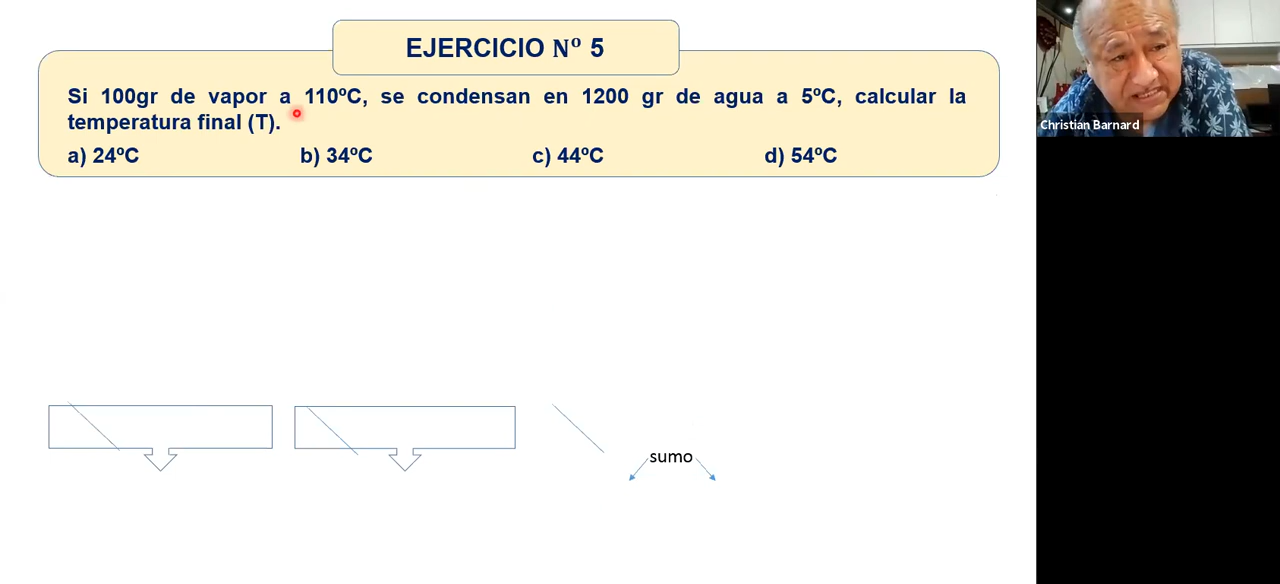 EJERCICIO Nº 5
Si 100gr de vapor a 110ºC, se condensan en 1200 gr de agua a 5ºC, calcular la
temperatura final (T).
a) 24ºC b) 34ºC c) 44ºC d) 54ºC
Christian Barnard
sumo